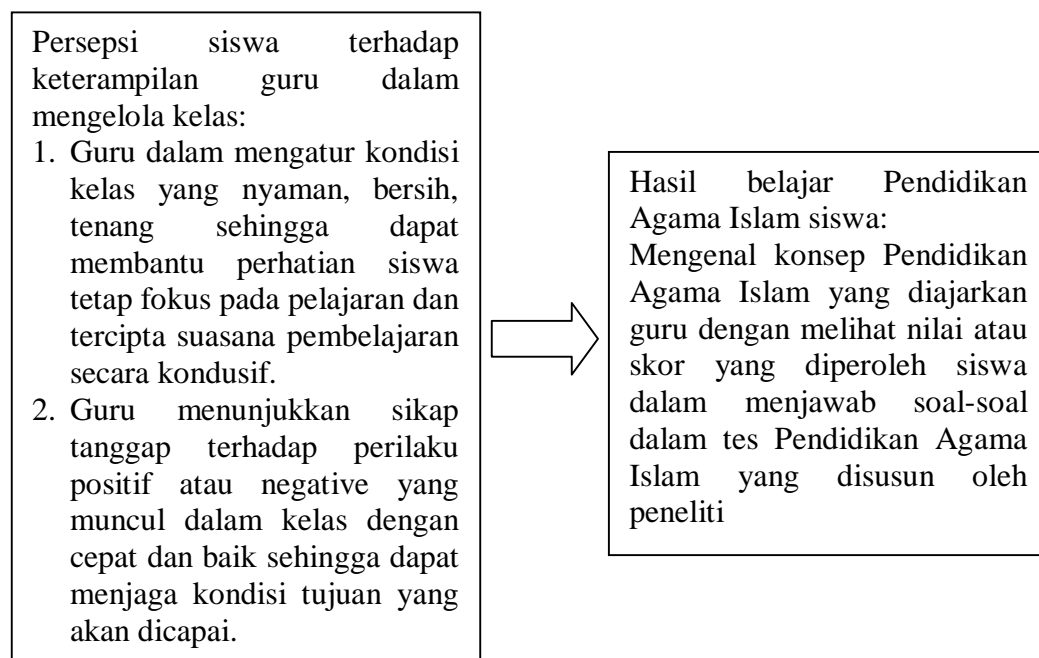 Persepsi siswa terhadap
keterampilan guru dalam
mengelola kelas:
1. Guru dalam mengatur kondisi
kelas yang nyaman, bersih,
tenang sehingga dapat
membantu perhatian siswa
tetap fokus pada pelajaran dan
tercipta suasana pembelajaran
secara kondusif.
2. Guru menunjukkan sikap
tanggap terhadap perilaku
positif atau negative yang
muncul dalam kelas dengan
cepat dan baik sehingga dapat
menjaga kondisi tujuan yang
akan dicapai.
Hasil belajar Pendidikan
Agama Islam siswa:
Mengenal konsep Pendidikan
Agama Islam yang diajarkan
guru dengan melihat nilai atau
skor yang diperoleh siswa
dalam menjawab soal-soal
dalam tes Pendidikan Agama
Islam yang disusun oleh
peneliti